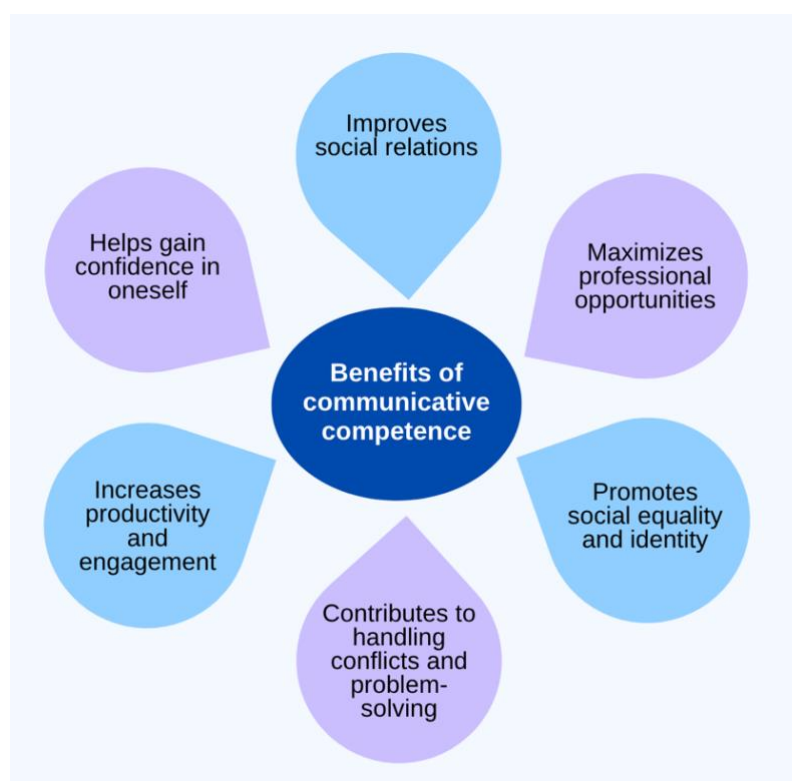 Improves
social relations
Helps gain
confidence in
oneself
Maximizes
professional
opportunities
Benefits of
communicative
competence
Increases
productivity
and
engagement
Promotes
social equality
and identity
Contributes to
handling
conflicts and
problem-
solving